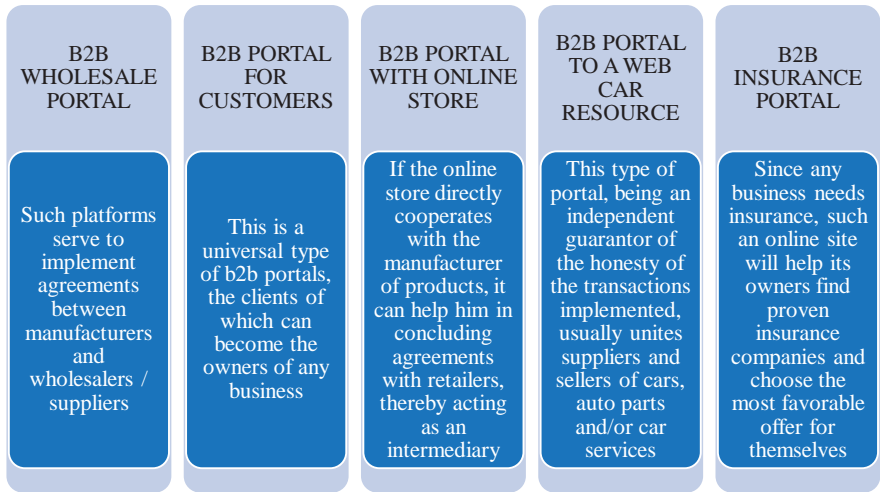 B2B
WHOLESALE
PORTAL
Such platforms
serve to
implement
agreements
between
manufacturers
and
wholesalers /
suppliers
B2B PORTAL
FOR
CUSTOMERS
This is a
universal type
of b2b portals,
the clients of
which can
become the
owners of any
business
B2B PORTAL
WITH ONLINE
STORE
If the online
store directly
cooperates
with the
manufacturer
of products, it
can help him in
concluding
agreements
with retailers,
thereby acting
as an
intermediary
B2B PORTAL
TO A WEB
CAR
RESOURCE
This type of
portal, being an
independent
guarantor of
the honesty of
the transactions
implemented,
usually unites
suppliers and
sellers of cars,
auto parts
and/or car
services
B2B
INSURANCE
PORTAL
Since any
business needs
insurance, such
an online site
will help its
owners find
proven
insurance
companies and
choose the
most favorable
offer for
themselves